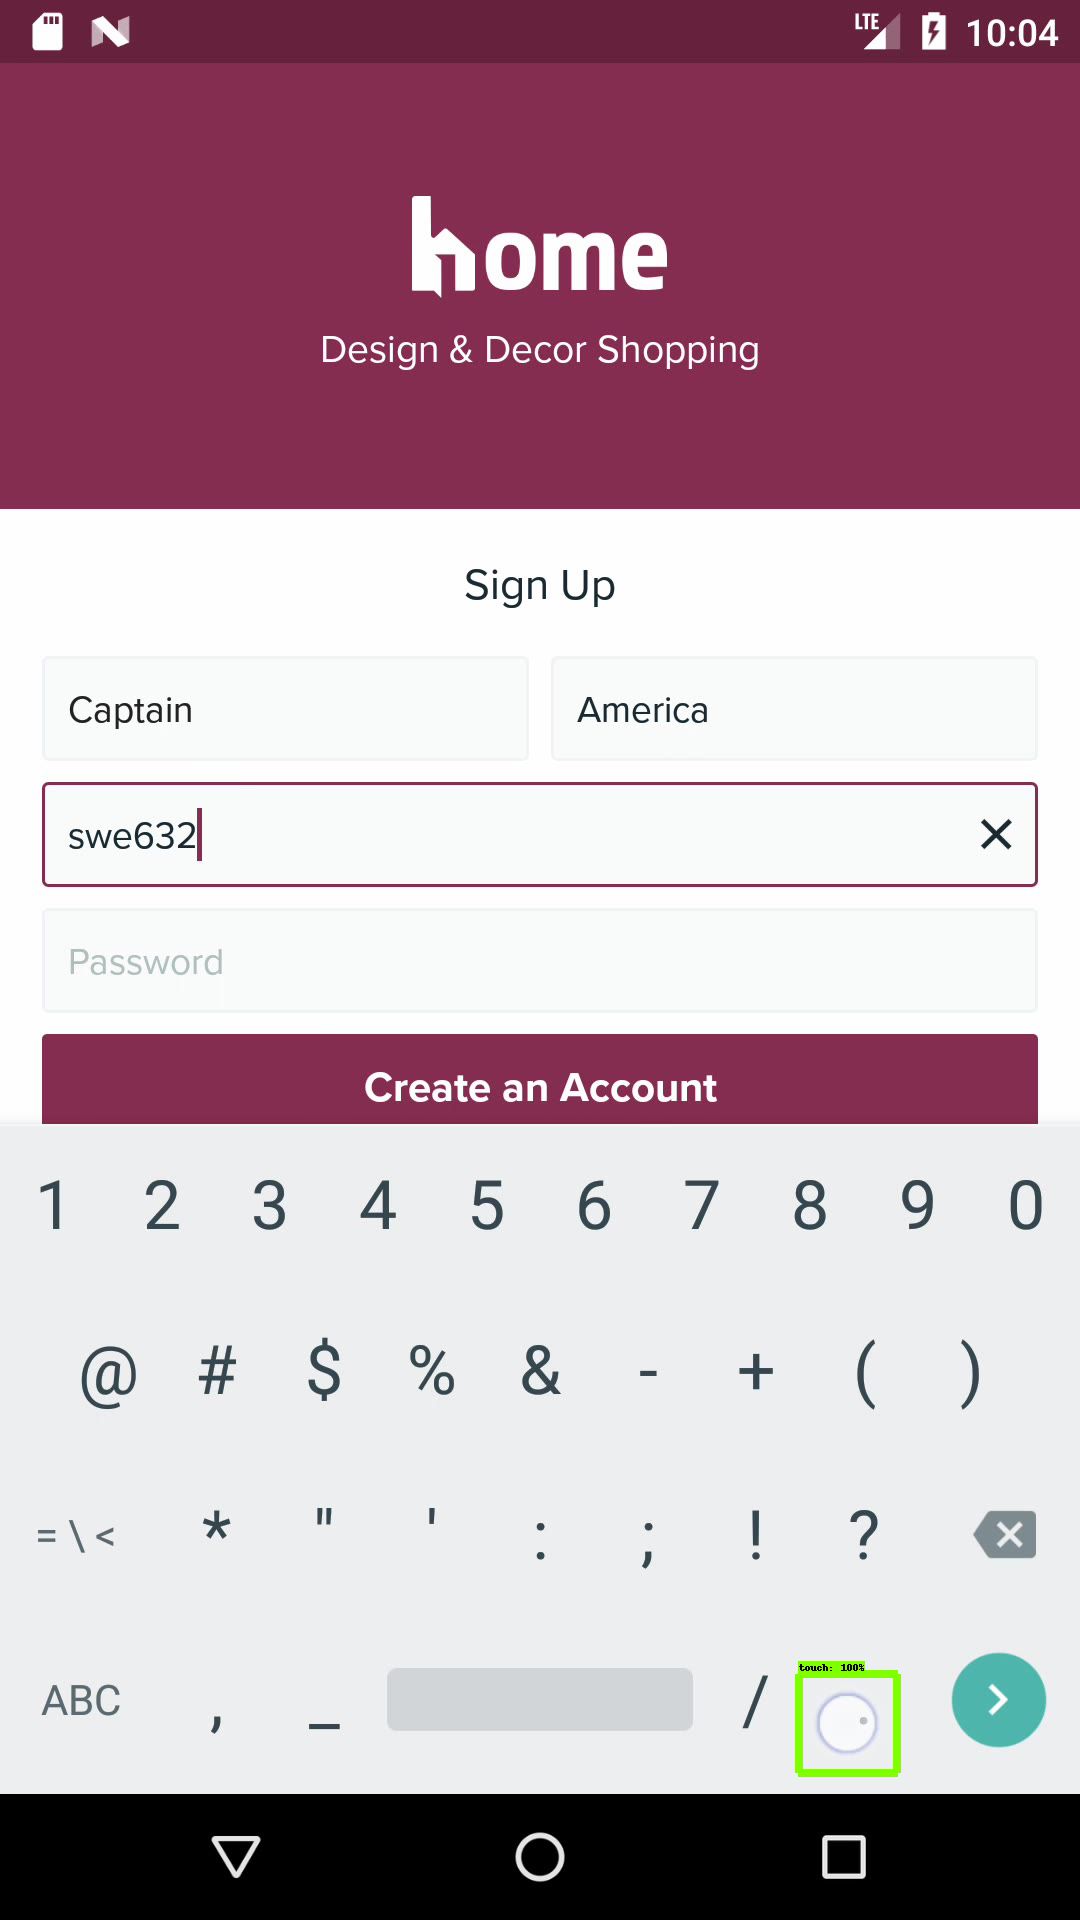 LTE 10:04
home
Design & Decor Shopping
Sign Up
Captain America
swe632
Password
Create an Account
1 2 3 4 5 6 7 8 9 0
@ # $ % & - + ( )
= \ < * " ' : ; ! ?
ABC , _ / .
touch: 100%